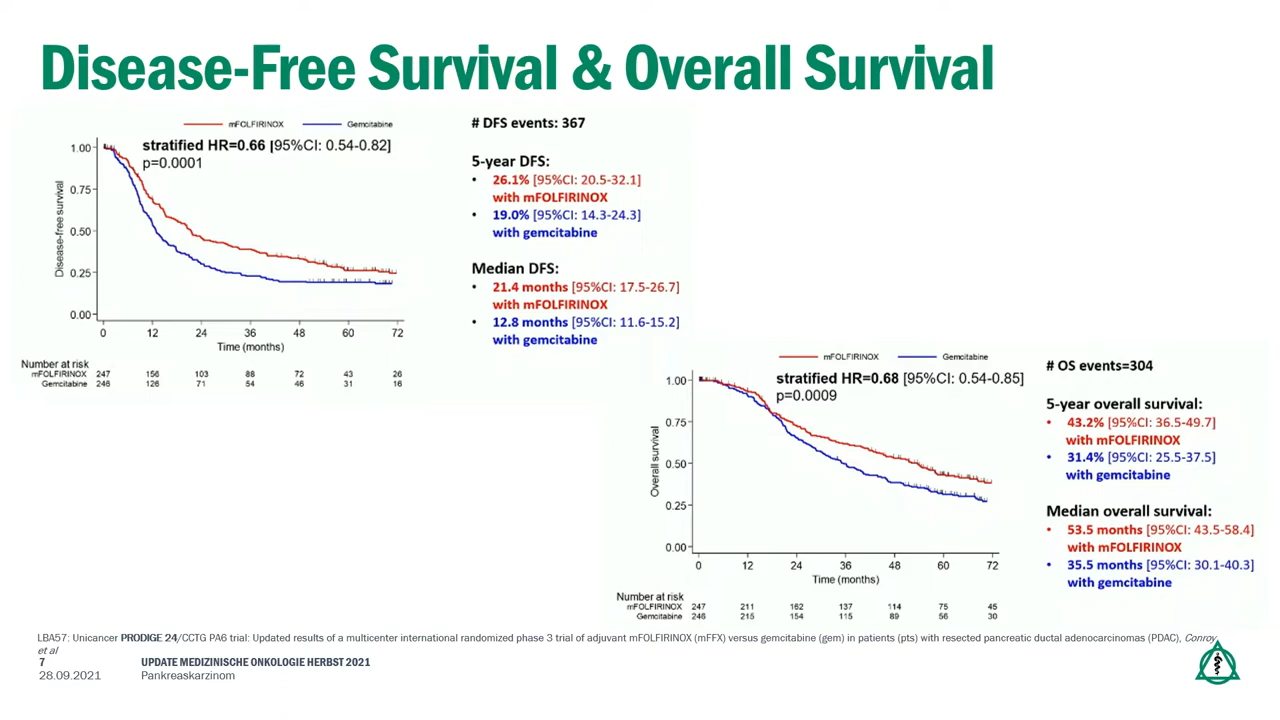 Disease-Free Survival & Overall Survival
mFOLFIRINOX Gemcitabine
stratified HR=0.66 [95%CI: 0.54-0.82]
p=0.0001
Disease-free survival
1.00
0.75
0.50
0.25
0.00
0 12 24 36 48 60 72
Time (months)
Number at risk
mFOLFIRINOX 247 156 103 86 72 43 26
Gemcitabine 246 126 71 54 46 31 16
# DFS events: 367
5-year DFS:
• 26.1% [95%CI: 20.5-32.1]
with mFOLFIRINOX
• 19.0% [95%CI: 14.3-24.3]
with gemcitabine
Median DFS:
• 21.4 months [95%CI: 17.5-26.7]
with mFOLFIRINOX
• 12.8 months [95%CI: 11.6-15.2]
with gemcitabine
mFOLFIRINOX Gemcitabine
stratified HR=0.68 [95%CI: 0.54-0.85]
p=0.0009
Overall survival
1.00
0.75
0.50
0.25
0.00
0 12 24 36 48 60 72
Time (months)
Number at risk
mFOLFIRINOX 247 211 162 137 114 75 45
Gemcitabine 246 215 154 115 89 56 30
# OS events=304
5-year overall survival:
• 43.2% [95%CI: 36.5-49.7]
with mFOLFIRINOX
• 31.4% [95%CI: 25.5-37.5]
with gemcitabine
Median overall survival:
• 53.5 months [95%CI: 43.5-58.4]
with mFOLFIRINOX
• 35.5 months [95%CI: 30.1-40.3]
with gemcitabine
LBA57: Unicancer PRODIGE 24/CCTG PA6 trial: Updated results of a multicenter international randomized phase 3 trial of adjuvant mFOLFIRINOX (mFFX) versus gemcitabine (gem) in patients (pts) with resected pancreatic ductal adenocarcinomas (PDAC), Conroy
et al
7 UPDATE MEDIZINISCHE ONKOLOGIE HERBST 2021
28.09.2021 Pankreaskarzinom